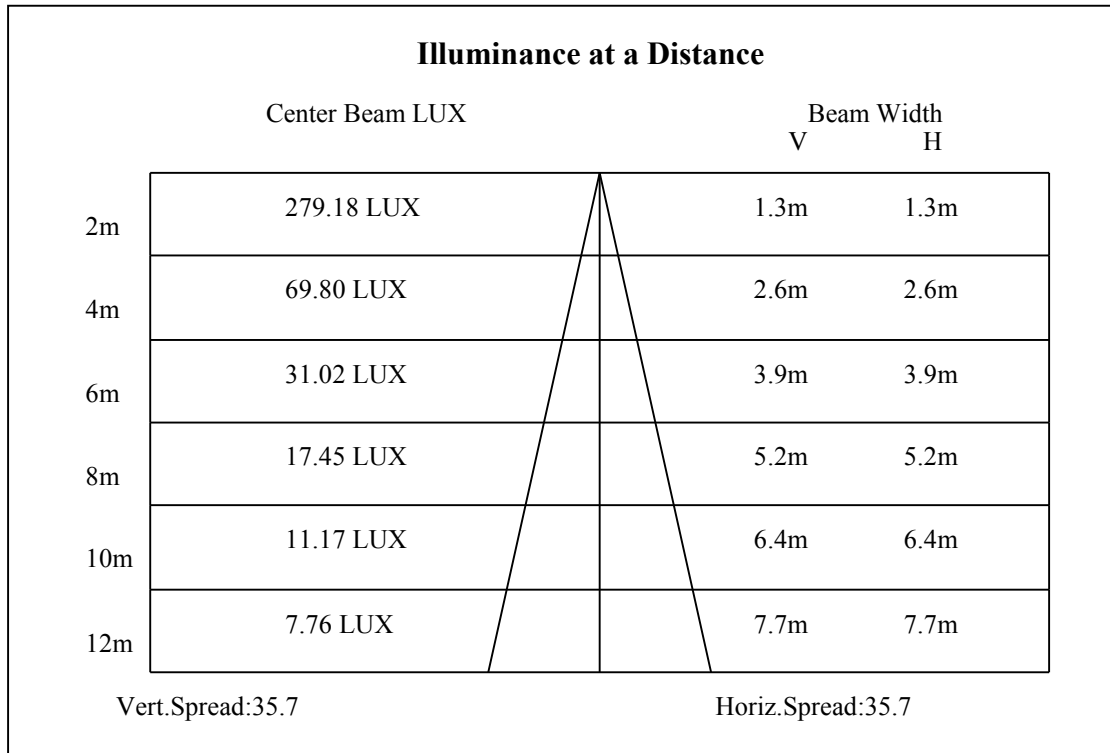 Illuminance at a Distance
Center Beam LUX Beam Width
V H
2m 279.18 LUX 1.3m 1.3m
4m 69.80 LUX 2.6m 2.6m
6m 31.02 LUX 3.9m 3.9m
8m 17.45 LUX 5.2m 5.2m
10m 11.17 LUX 6.4m 6.4m
12m 7.76 LUX 7.7m 7.7m
Vert.Spread:35.7 Horiz.Spread:35.7